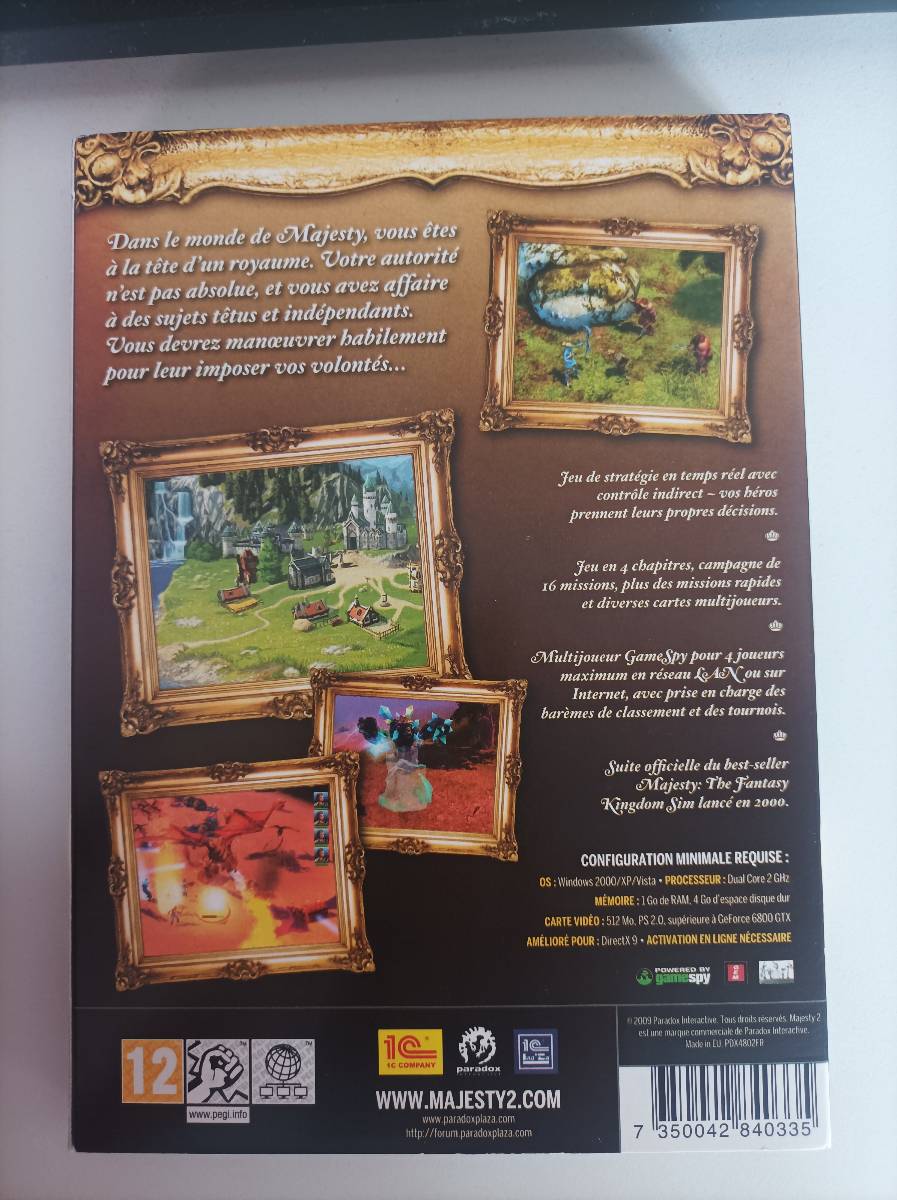 Dans le monde de Majesty, vous êtes
à la tête d'un royaume. Votre autorité
n'est pas absolue, et vous avez affaire
à des sujets têtus et indépendants.
Vous devrez manœuvrer habilement
pour leur imposer vos volontés...
Jeu de stratégie en temps réel avec
contrôle indirect – vos héros
prennent leurs propres décisions.
Jeu en 4 chapitres, campagne de
16 missions, plus des missions rapides
et diverses cartes multijoueurs.
Multijoueur GameSpy pour 4 joueurs
maximum en réseau LAN ou sur
Internet, avec prise en charge des
barèmes de classement et des tournois.
Suite officielle du best-seller
Majesty: The Fantasy
Kingdom Sim lancé en 2000.
CONFIGURATION MINIMALE REQUISE :
OS : Windows 2000/XP/Vista • PROCESSEUR : Dual Core 2 GHz
MÉMOIRE : 1 Go de RAM, 4 Go d'espace disque dur
CARTE VIDÉO : 512 Mo, PS 2.0, supérieure à GeForce 6800 GTX
AMÉLIORÉ POUR : DirectX 9 • ACTIVATION EN LIGNE NÉCESSAIRE
POWERED BY
gamespy
© 2009 Paradox Interactive. Tous droits réservés. Majesty 2
est une marque commerciale de Paradox Interactive.
Made in EU. PDX4802FR
12
www.pegi.info
1C
1C COMPANY
paradox
1C
WWW.MAJESTY2.COM
www.paradoxplaza.com
http://forum.paradoxplaza.com
7 350042 840335